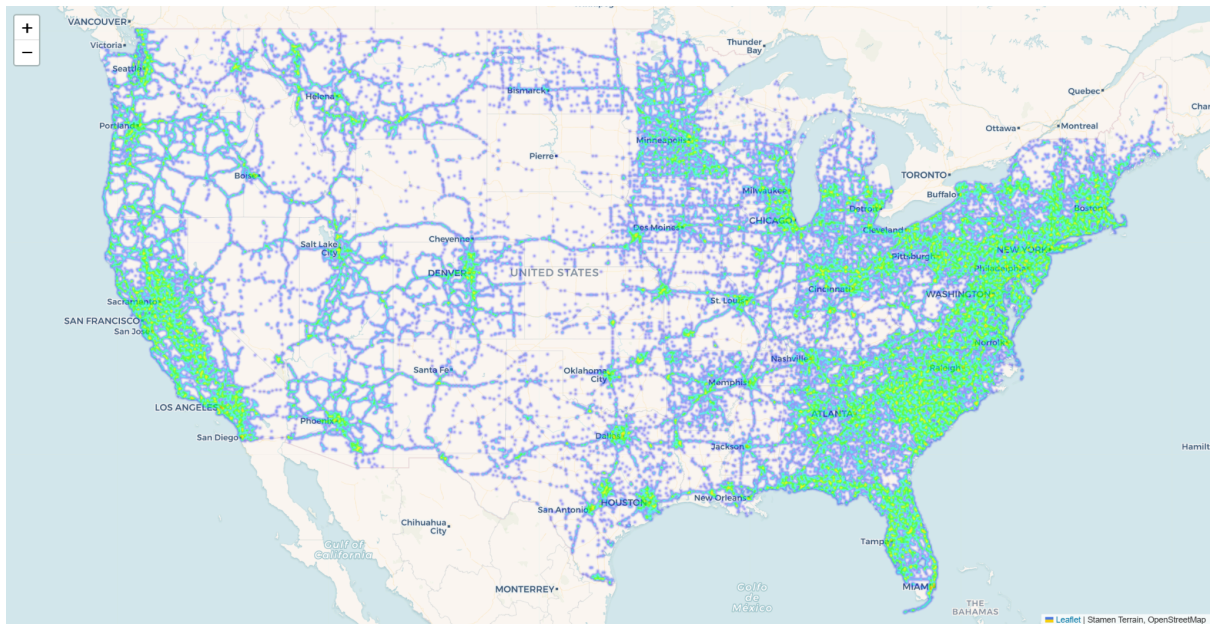 +
−
VANCOUVER
Victoria
Seattle
Portland
Helena
Bismarck
Boise
Pierre
Minneapolis
Thunder
Bay
Quebec
Ottawa
Montreal
TORONTO
Buffalo
Milwaukee
Detroit
CHICAGO
Cleveland
Boston
NEW YORK
Pittsburgh
Philadelphia
Des Moines
Salt Lake
City
Cheyenne
DENVER
UNITED STATES
Cincinnati
WASHINGTON
St. Louis
Sacramento
SAN FRANCISCO
San Jose
Norfolk
Nashville
Raleigh
Santa Fe
Oklahoma
City
Memphis
LOS ANGELES
ATLANTA
Phoenix
San Diego
Dallas
Jackson
Hamilt
HOUSTON
New Orleans
San Antonio
Chihuahua
City
Gulf of
California
Tampa
MONTERREY
Golfo
de
México
MIAMI
THE
BAHAMAS
Leaflet | Stamen Terrain, OpenStreetMap